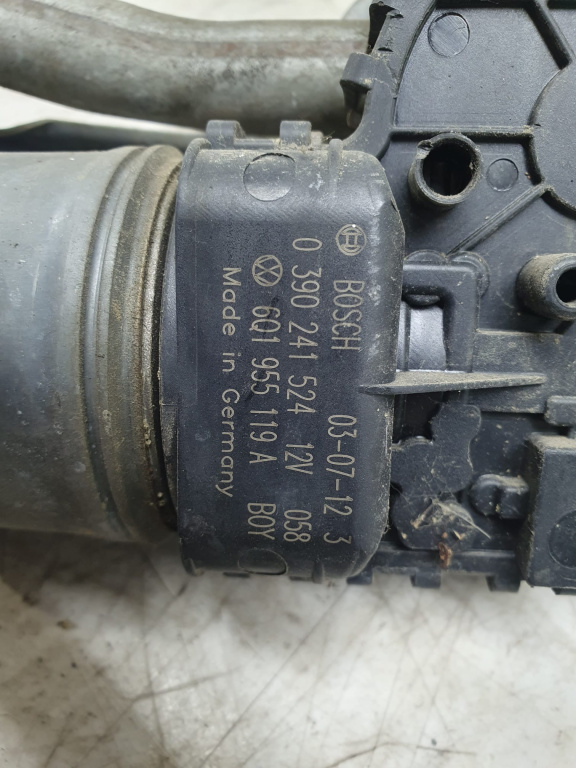 BOSCH 03-07-12 3
0 390 241 524 12V 058
6Q1 955 119 A BOY
Made in Germany